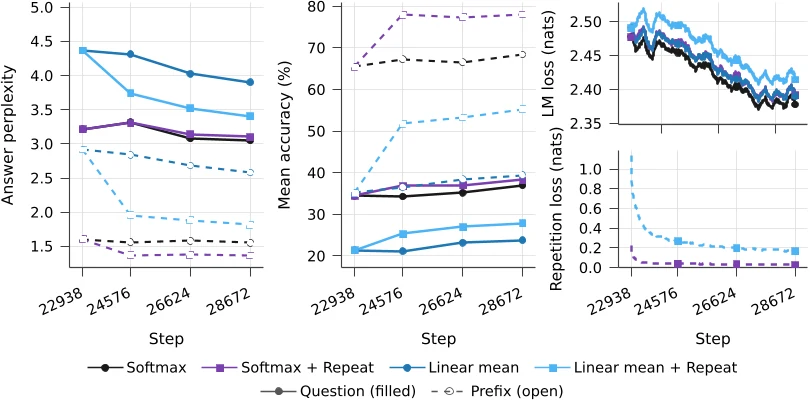 Answer perplexity
5.0
4.5
4.0
3.5
3.0
2.5
2.0
1.5
22938
24576
26624
28672
Step
Mean accuracy (%)
80
70
60
50
40
30
20
22938
24576
26624
28672
Step
LM loss (nats)
2.50
2.45
2.40
2.35
Repetition loss (nats)
1.0
0.8
0.6
0.4
0.2
0.0
22938
24576
26624
28672
Step
Softmax
Softmax + Repeat
Linear mean
Linear mean + Repeat
Question (filled)
Prefix (open)